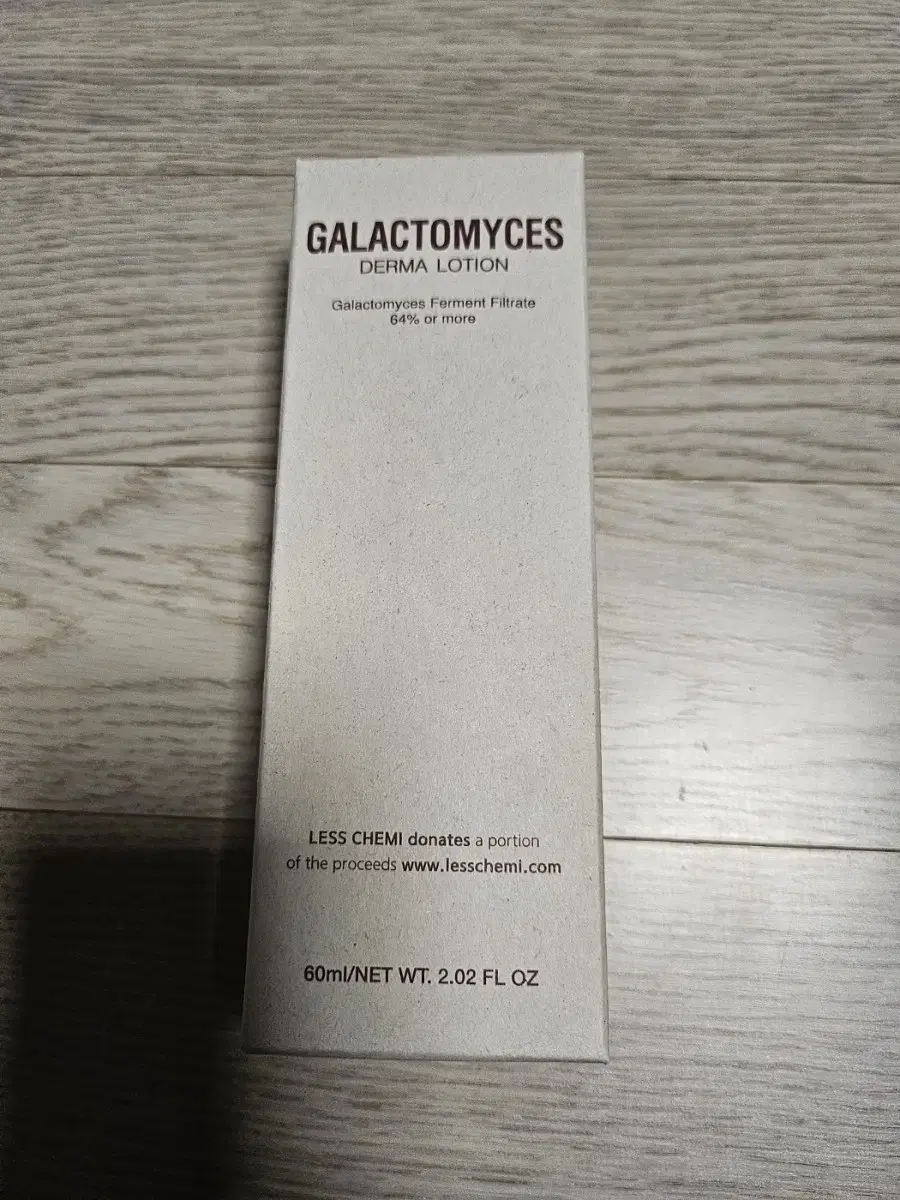 GALACTOMYCES
DERMA LOTION
Galactomyces Ferment Filtrate
64% or more
LESS CHEMI donates a portion
of the proceeds www.lesschemi.com
60ml/NET WT. 2.02 FL OZ